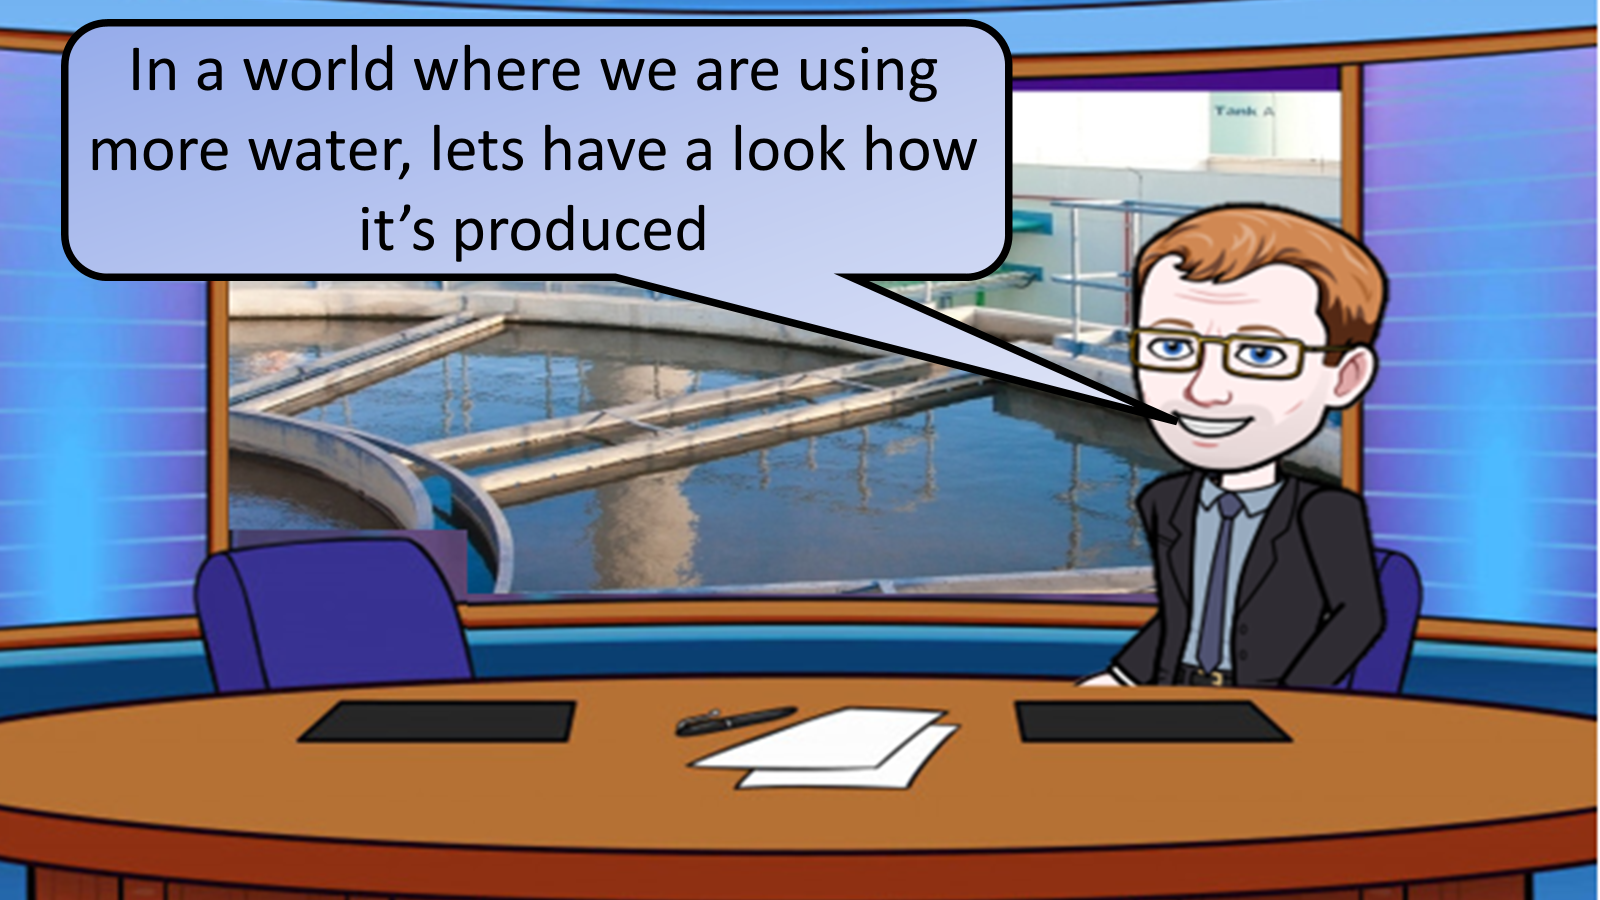 In a world where we are using
more water, lets have a look how
it’s produced
Tank A